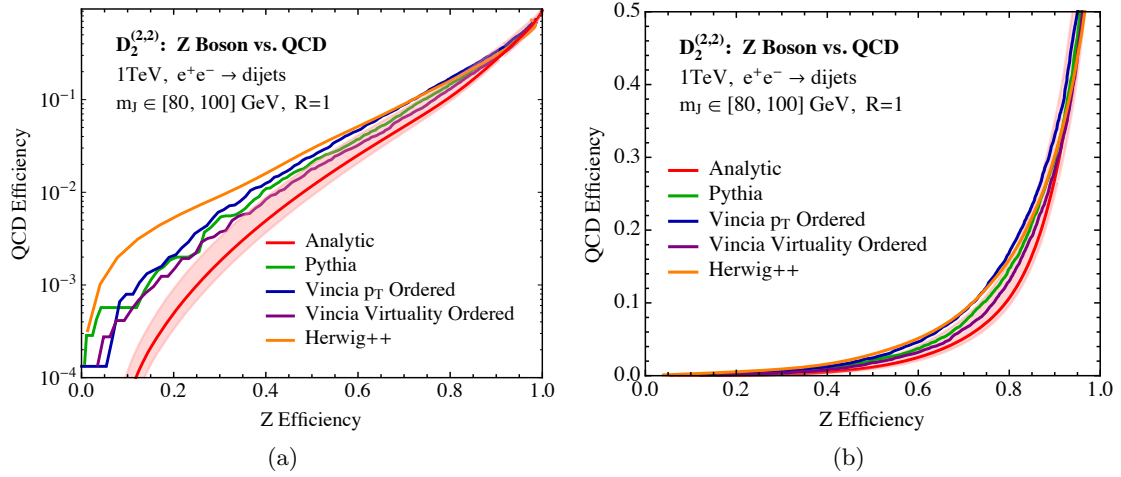 D₂^(2,2): Z Boson vs. QCD
1TeV, e⁺e⁻ → dijets
m_J ∈ [80, 100] GeV, R=1
Analytic
Pythia
Vincia p_T Ordered
Vincia Virtuality Ordered
Herwig++
10⁻¹
10⁻²
10⁻³
10⁻⁴
QCD Efficiency
0.0 0.2 0.4 0.6 0.8 1.0
Z Efficiency
(a)
D₂^(2,2): Z Boson vs. QCD
1TeV, e⁺e⁻ → dijets
m_J ∈ [80, 100] GeV, R=1
Analytic
Pythia
Vincia p_T Ordered
Vincia Virtuality Ordered
Herwig++
0.5
0.4
0.3
0.2
0.1
0.0
QCD Efficiency
0.0 0.2 0.4 0.6 0.8 1.0
Z Efficiency
(b)